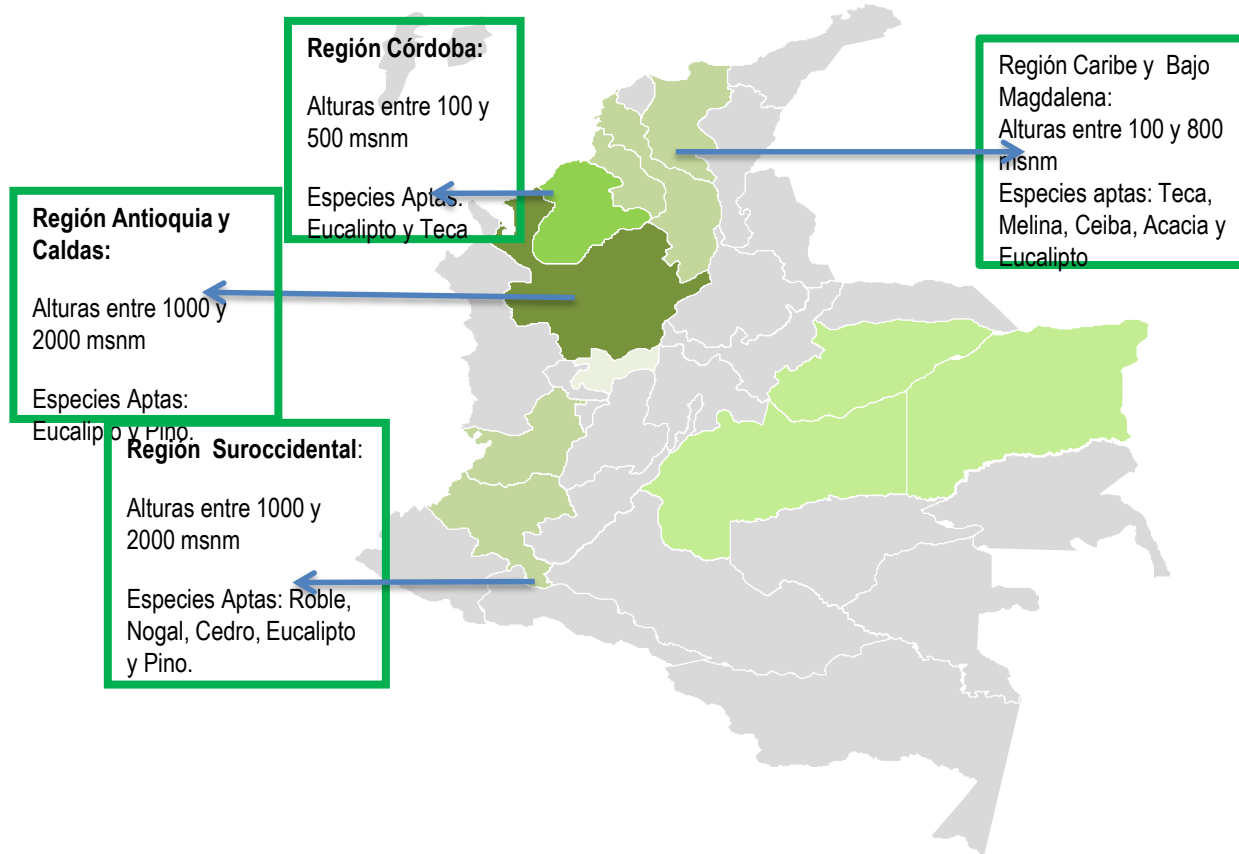 Región Córdoba:
Alturas entre 100 y
500 msnm
Especies Aptas:
Eucalipto y Teca
Región Caribe y Bajo
Magdalena:
Alturas entre 100 y 800
msnm
Especies aptas: Teca,
Melina, Ceiba, Acacia y
Eucalipto
Región Antioquia y
Caldas:
Alturas entre 1000 y
2000 msnm
Especies Aptas:
Eucalipto y Pino.
Región Suroccidental:
Alturas entre 1000 y
2000 msnm
Especies Aptas: Roble,
Nogal, Cedro, Eucalipto
y Pino.